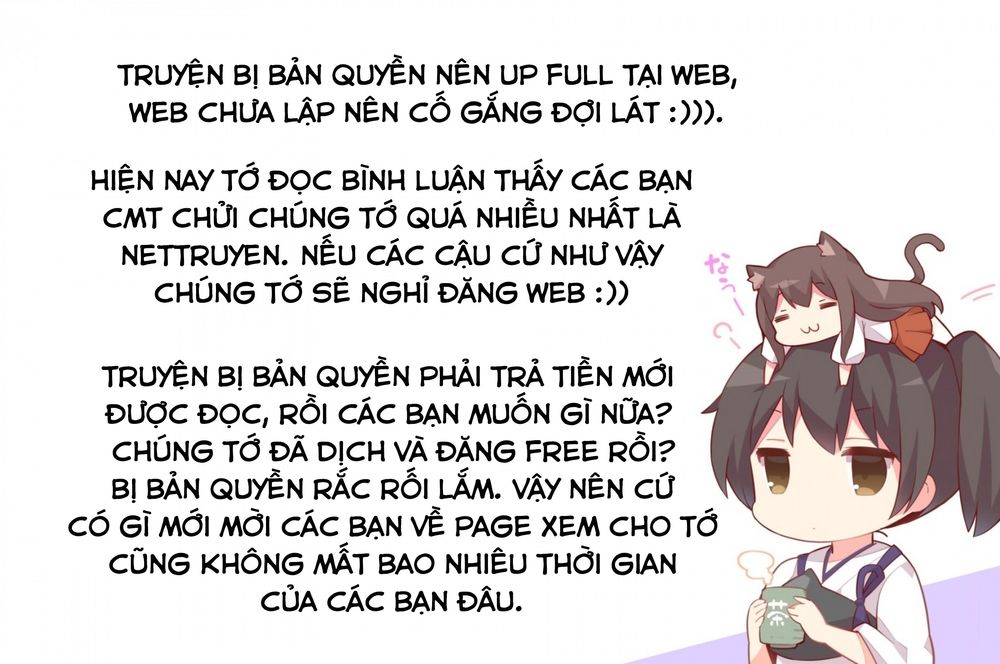 TRUYỆN BỊ BẢN QUYỀN NÊN UP FULL TẠI WEB,
WEB CHƯA LẬP NÊN CỐ GẮNG ĐỢI LÁT :))).
HIỆN NAY TỚ ĐỌC BÌNH LUẬN THẤY CÁC BẠN
CMT CHỬI CHÚNG TỚ QUÁ NHIỀU NHẤT LÀ
NETTRUYEN. NẾU CÁC CẬU CỨ NHƯ VẬY
CHÚNG TỚ SẼ NGHỈ ĐĂNG WEB :))
TRUYỆN BỊ BẢN QUYỀN PHẢI TRẢ TIỀN MỚI
ĐƯỢC ĐỌC, RỒI CÁC BẠN MUỐN GÌ NỮA?
CHÚNG TỚ ĐÃ DỊCH VÀ ĐĂNG FREE RỒI?
BỊ BẢN QUYỀN RẮC RỐI LẮM. VẬY NÊN CỨ
CÓ GÌ MỚI MỜI CÁC BẠN VỀ PAGE XEM CHO TỚ
CŨNG KHÔNG MẤT BAO NHIÊU THỜI GIAN
CỦA CÁC BẠN ĐÂU.
なぅー
茶